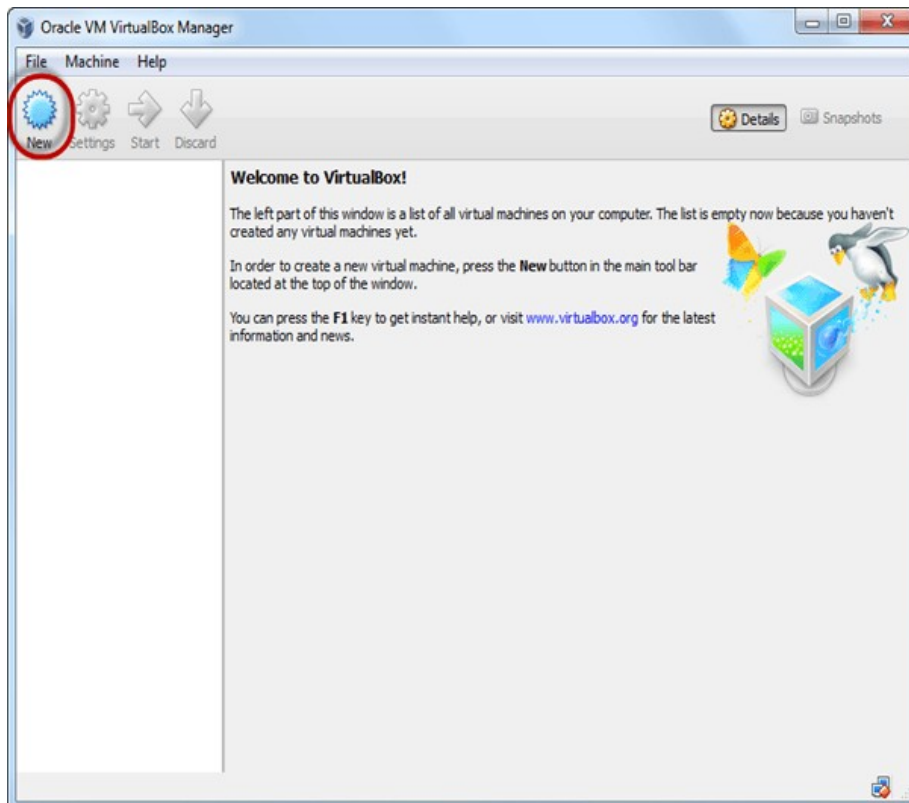 Oracle VM VirtualBox Manager
File Machine Help
New Settings Start Discard
Details Snapshots
Welcome to VirtualBox!
The left part of this window is a list of all virtual machines on your computer. The list is empty now because you haven't
created any virtual machines yet.
In order to create a new virtual machine, press the New button in the main tool bar
located at the top of the window.
You can press the F1 key to get instant help, or visit www.virtualbox.org for the latest
information and news.